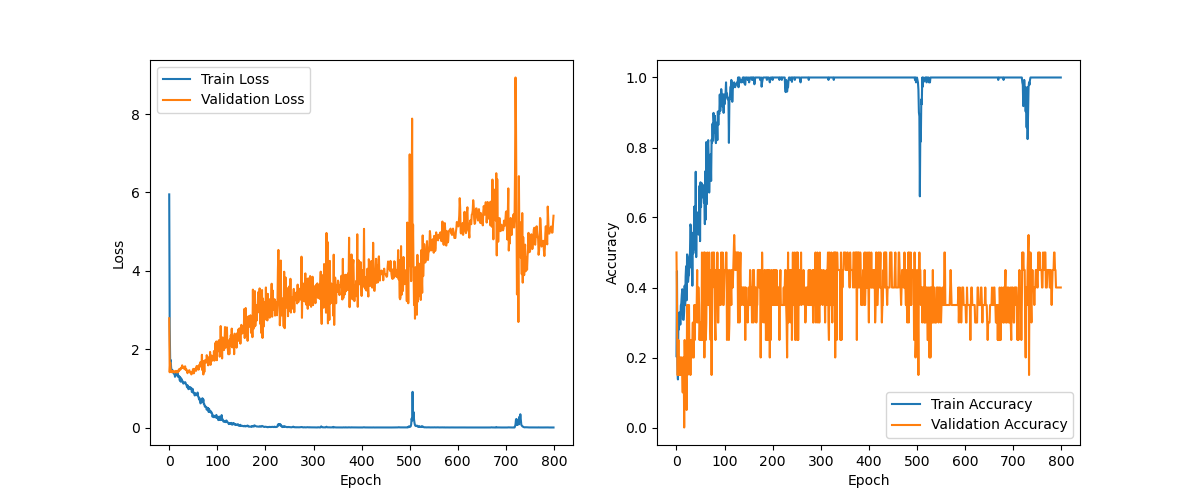 Train Loss
Validation Loss
Loss
8
6
4
2
0
0 100 200 300 400 500 600 700 800
Epoch
Accuracy
1.0
0.8
0.6
0.4
0.2
0.0
Train Accuracy
Validation Accuracy
0 100 200 300 400 500 600 700 800
Epoch